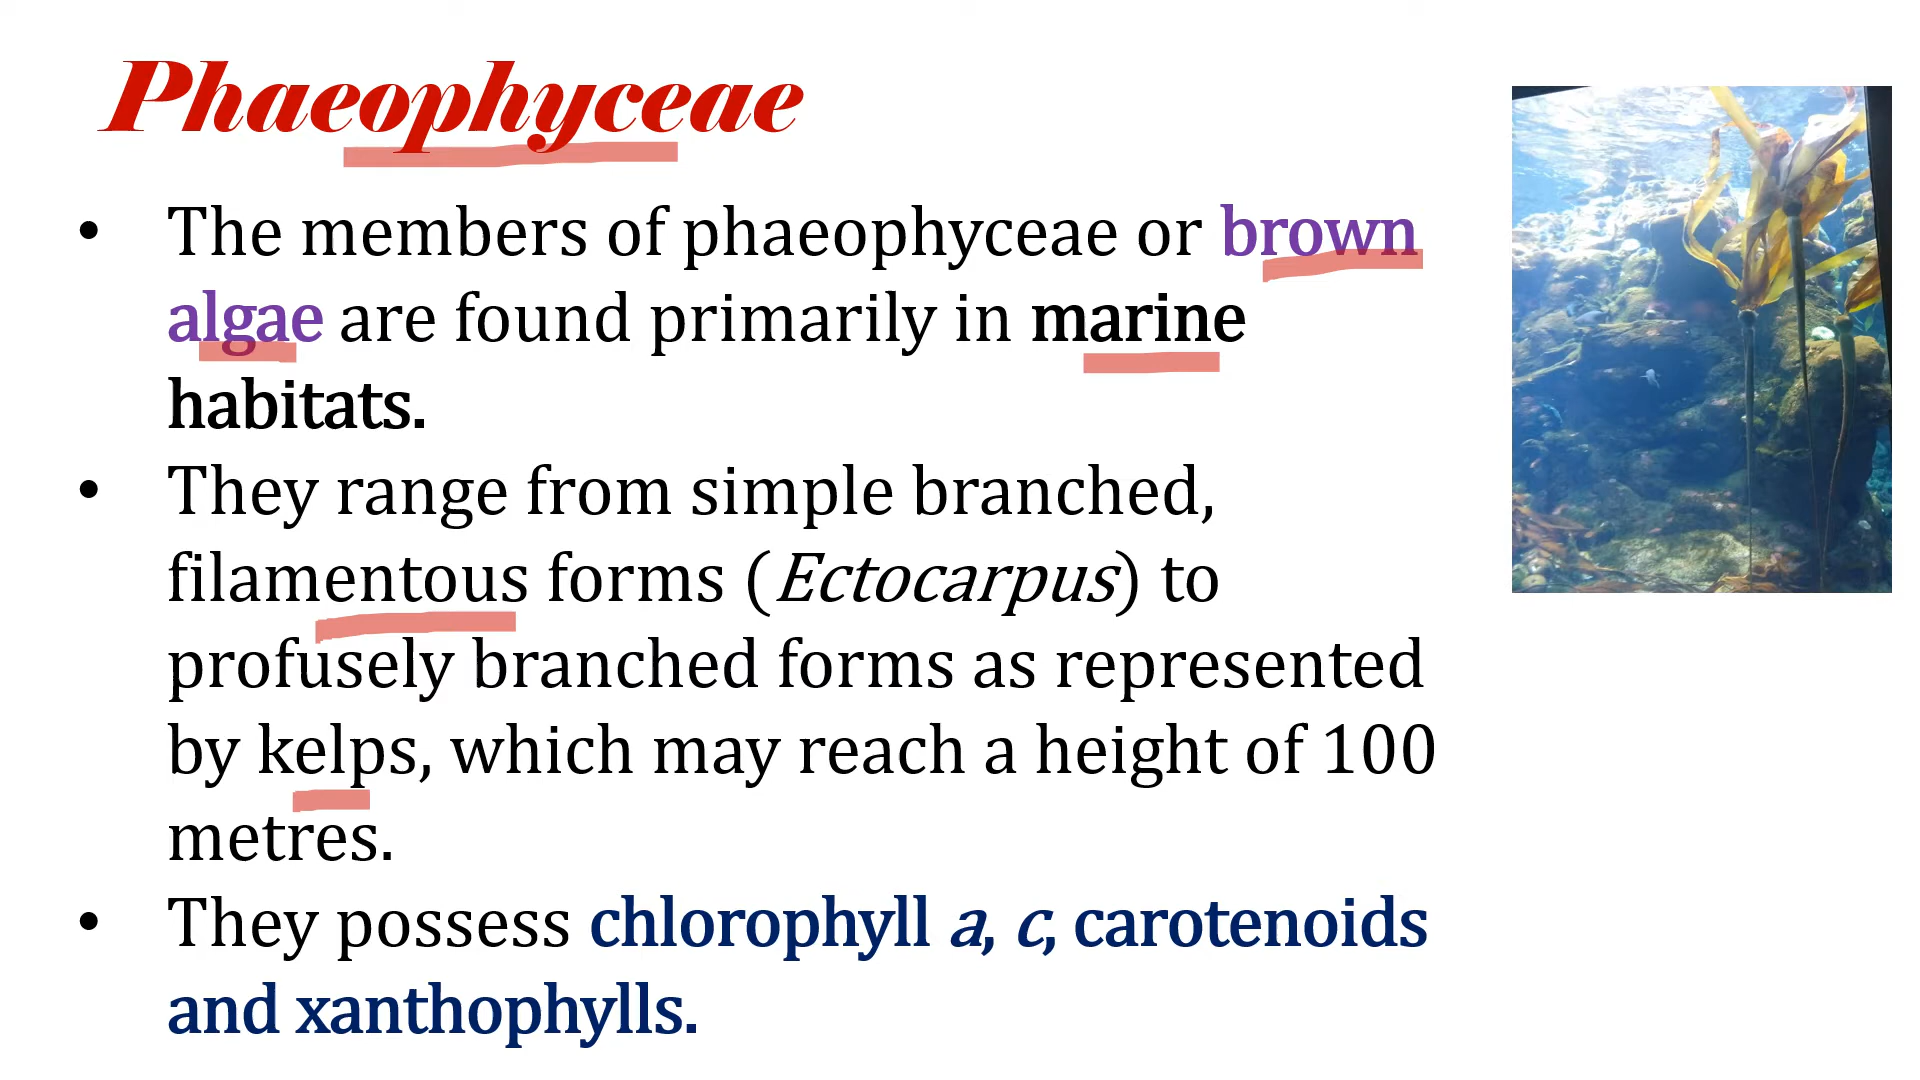 Phaeophyceae
• The members of phaeophyceae or brown
algae are found primarily in marine
habitats.
• They range from simple branched,
filamentous forms (Ectocarpus) to
profusely branched forms as represented
by kelps, which may reach a height of 100
metres.
• They possess chlorophyll a, c, carotenoids
and xanthophylls.